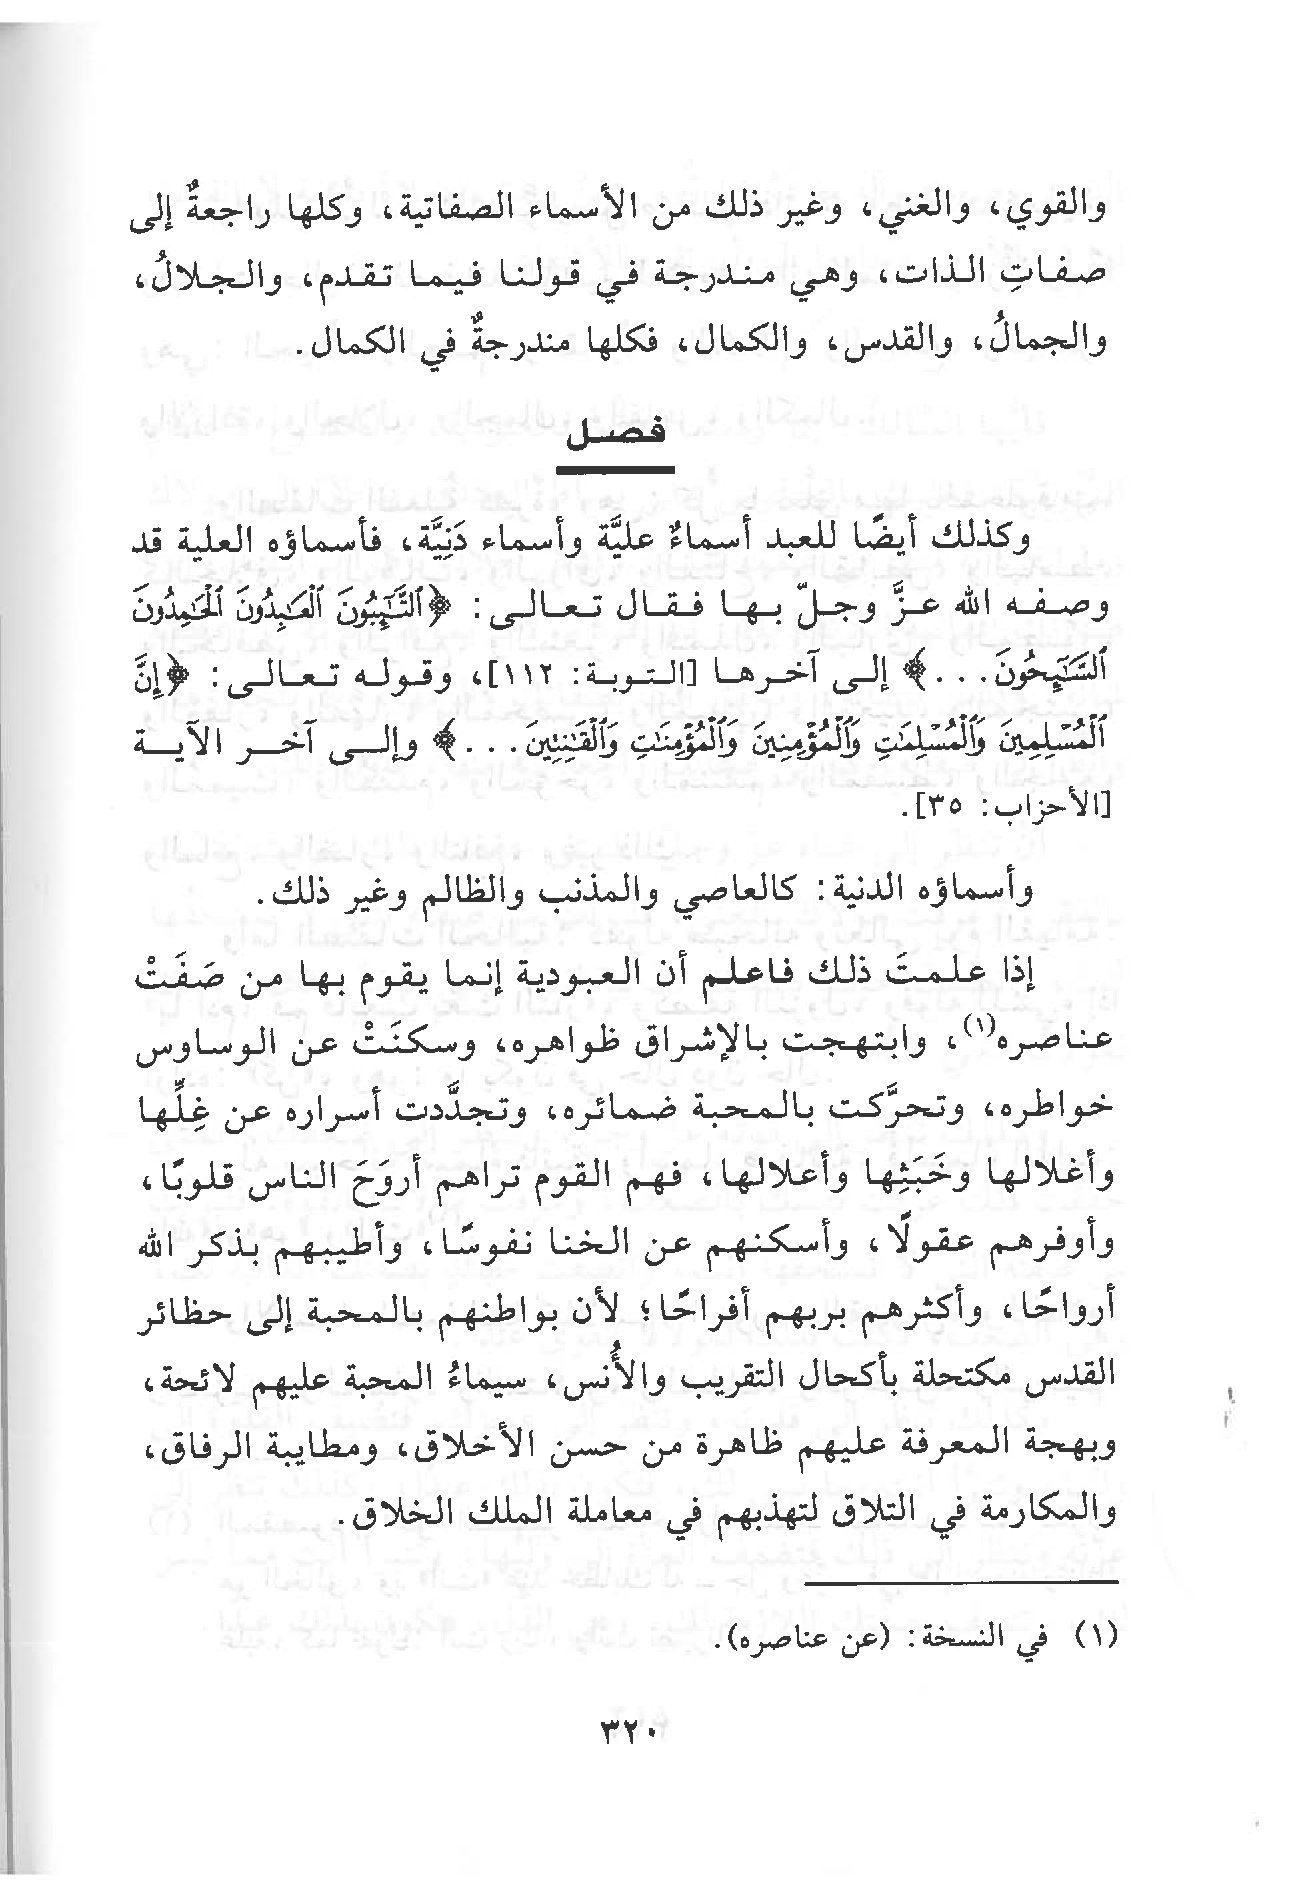 والقوي، والغني، وغير ذلك من الأسماء الصفاتية، وكلها راجعةٌ إلى
صفاتِ الذات، وهي مندرجة في قولنا فيما تقدم، والجلالُ،
والجمالُ، والقدس، والكمال، فكلها مندرجةٌ في الكمال.
فصل
وكذلك أيضًا للعبد أسماءٌ عليَّة وأسماء دَنِيَّة، فأسماؤه العلية قد
وصفه الله عزَّ وجلّ بها فقال تعالى: ﴿ٱلتَّـٰٓئِبُونَ ٱلْعَـٰبِدُونَ ٱلْحَـٰمِدُونَ
ٱلسَّـٰٓئِحُونَ...﴾ إلى آخرها [التوبة: ١١٢]، وقوله تعالى: ﴿إِنَّ
ٱلْمُسْلِمِينَ وَٱلْمُسْلِمَـٰتِ وَٱلْمُؤْمِنِينَ وَٱلْمُؤْمِنَـٰتِ وَٱلْقَـٰنِتِينَ...﴾ وإلى آخر الآية
[الأحزاب: ٣٥].
وأسماؤه الدنية: كالعاصي والمذنب والظالم وغير ذلك.
إذا علمتَ ذلك فاعلم أن العبودية إنما يقوم بها من صَفَتْ
عناصره(١)، وابتهجت بالإشراق ظواهره، وسكنَتْ عن الوساوس
خواطره، وتحرَّكت بالمحبة ضمائره، وتجدَّدت أسراره عن غِلِّها
وأغلالها وخَبَثِها وأعلالها، فهم القوم تراهم أروَحَ الناس قلوبًا،
وأوفرهم عقولًا، وأسكنهم عن الخنا نفوسًا، وأطيبهم بذكر الله
أرواحًا، وأكثرهم بربهم أفراحًا؛ لأن بواطنهم بالمحبة إلى حظائر
القدس مكتحلة بأكحال التقريب والأُنس، سيماءُ المحبة عليهم لائحة،
وبهجة المعرفة عليهم ظاهرة من حسن الأخلاق، ومطايبة الرفاق،
والمكارمة في التلاق لتهذبهم في معاملة الملك الخلاق.
(١) في النسخة: (عن عناصره).
٣٢٠